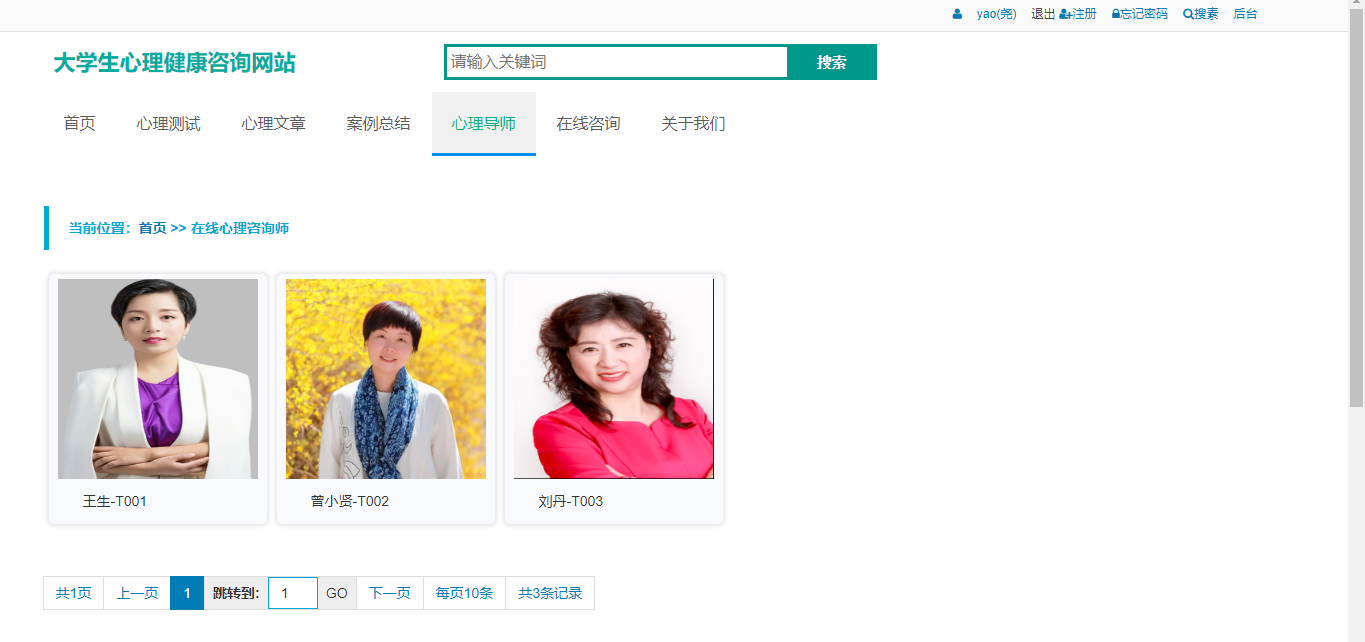 yao(尧) 退出 注册 忘记密码 搜素 后台
大学生心理健康咨询网站 请输入关键词 搜索
首页 心理测试 心理文章 案例总结 心理导师 在线咨询 关于我们
当前位置：首页 >> 在线心理咨询师
王生-T001 曾小贤-T002 刘丹-T003
共1页 上一页 1 跳转到: 1 GO 下一页 每页10条 共3条记录